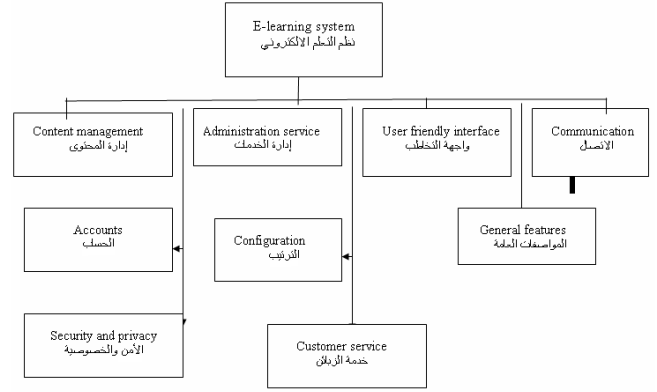 E-learning system
نظم التعلم الالكتروني
Content management
إدارة المحتوى
Administration service
إدارة الخدمات
User friendly interface
واجهة التخاطب
Communication
الاتصال
Accounts
الحساب
Configuration
الترتيب
General features
المواصفات العامة
Security and privacy
الأمن والخصوصية
Customer service
خدمة الزبائن